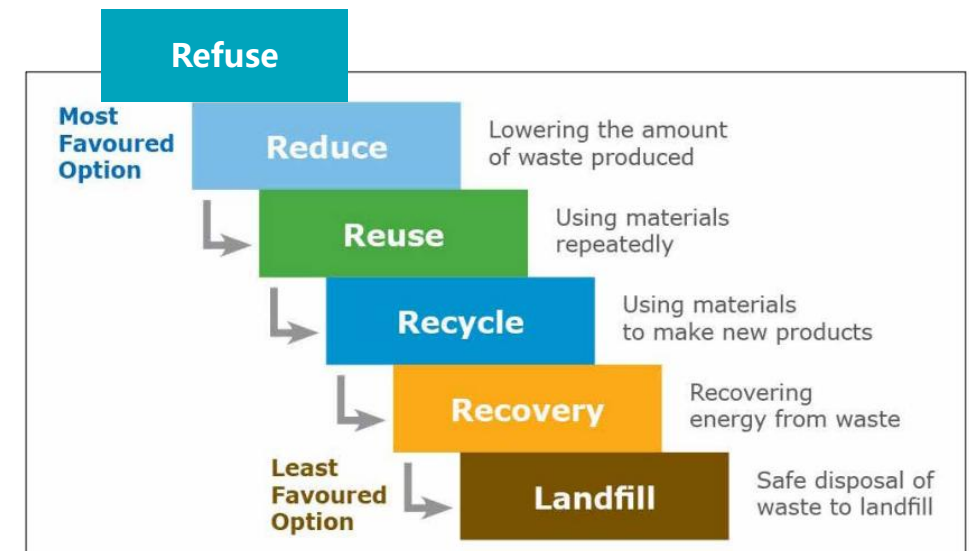 Refuse
Most
Favoured
Option
Reduce
Lowering the amount
of waste produced
Reuse
Using materials
repeatedly
Recycle
Using materials
to make new products
Recovery
Recovering
energy from waste
Least
Favoured
Option
Landfill
Safe disposal of
waste to landfill